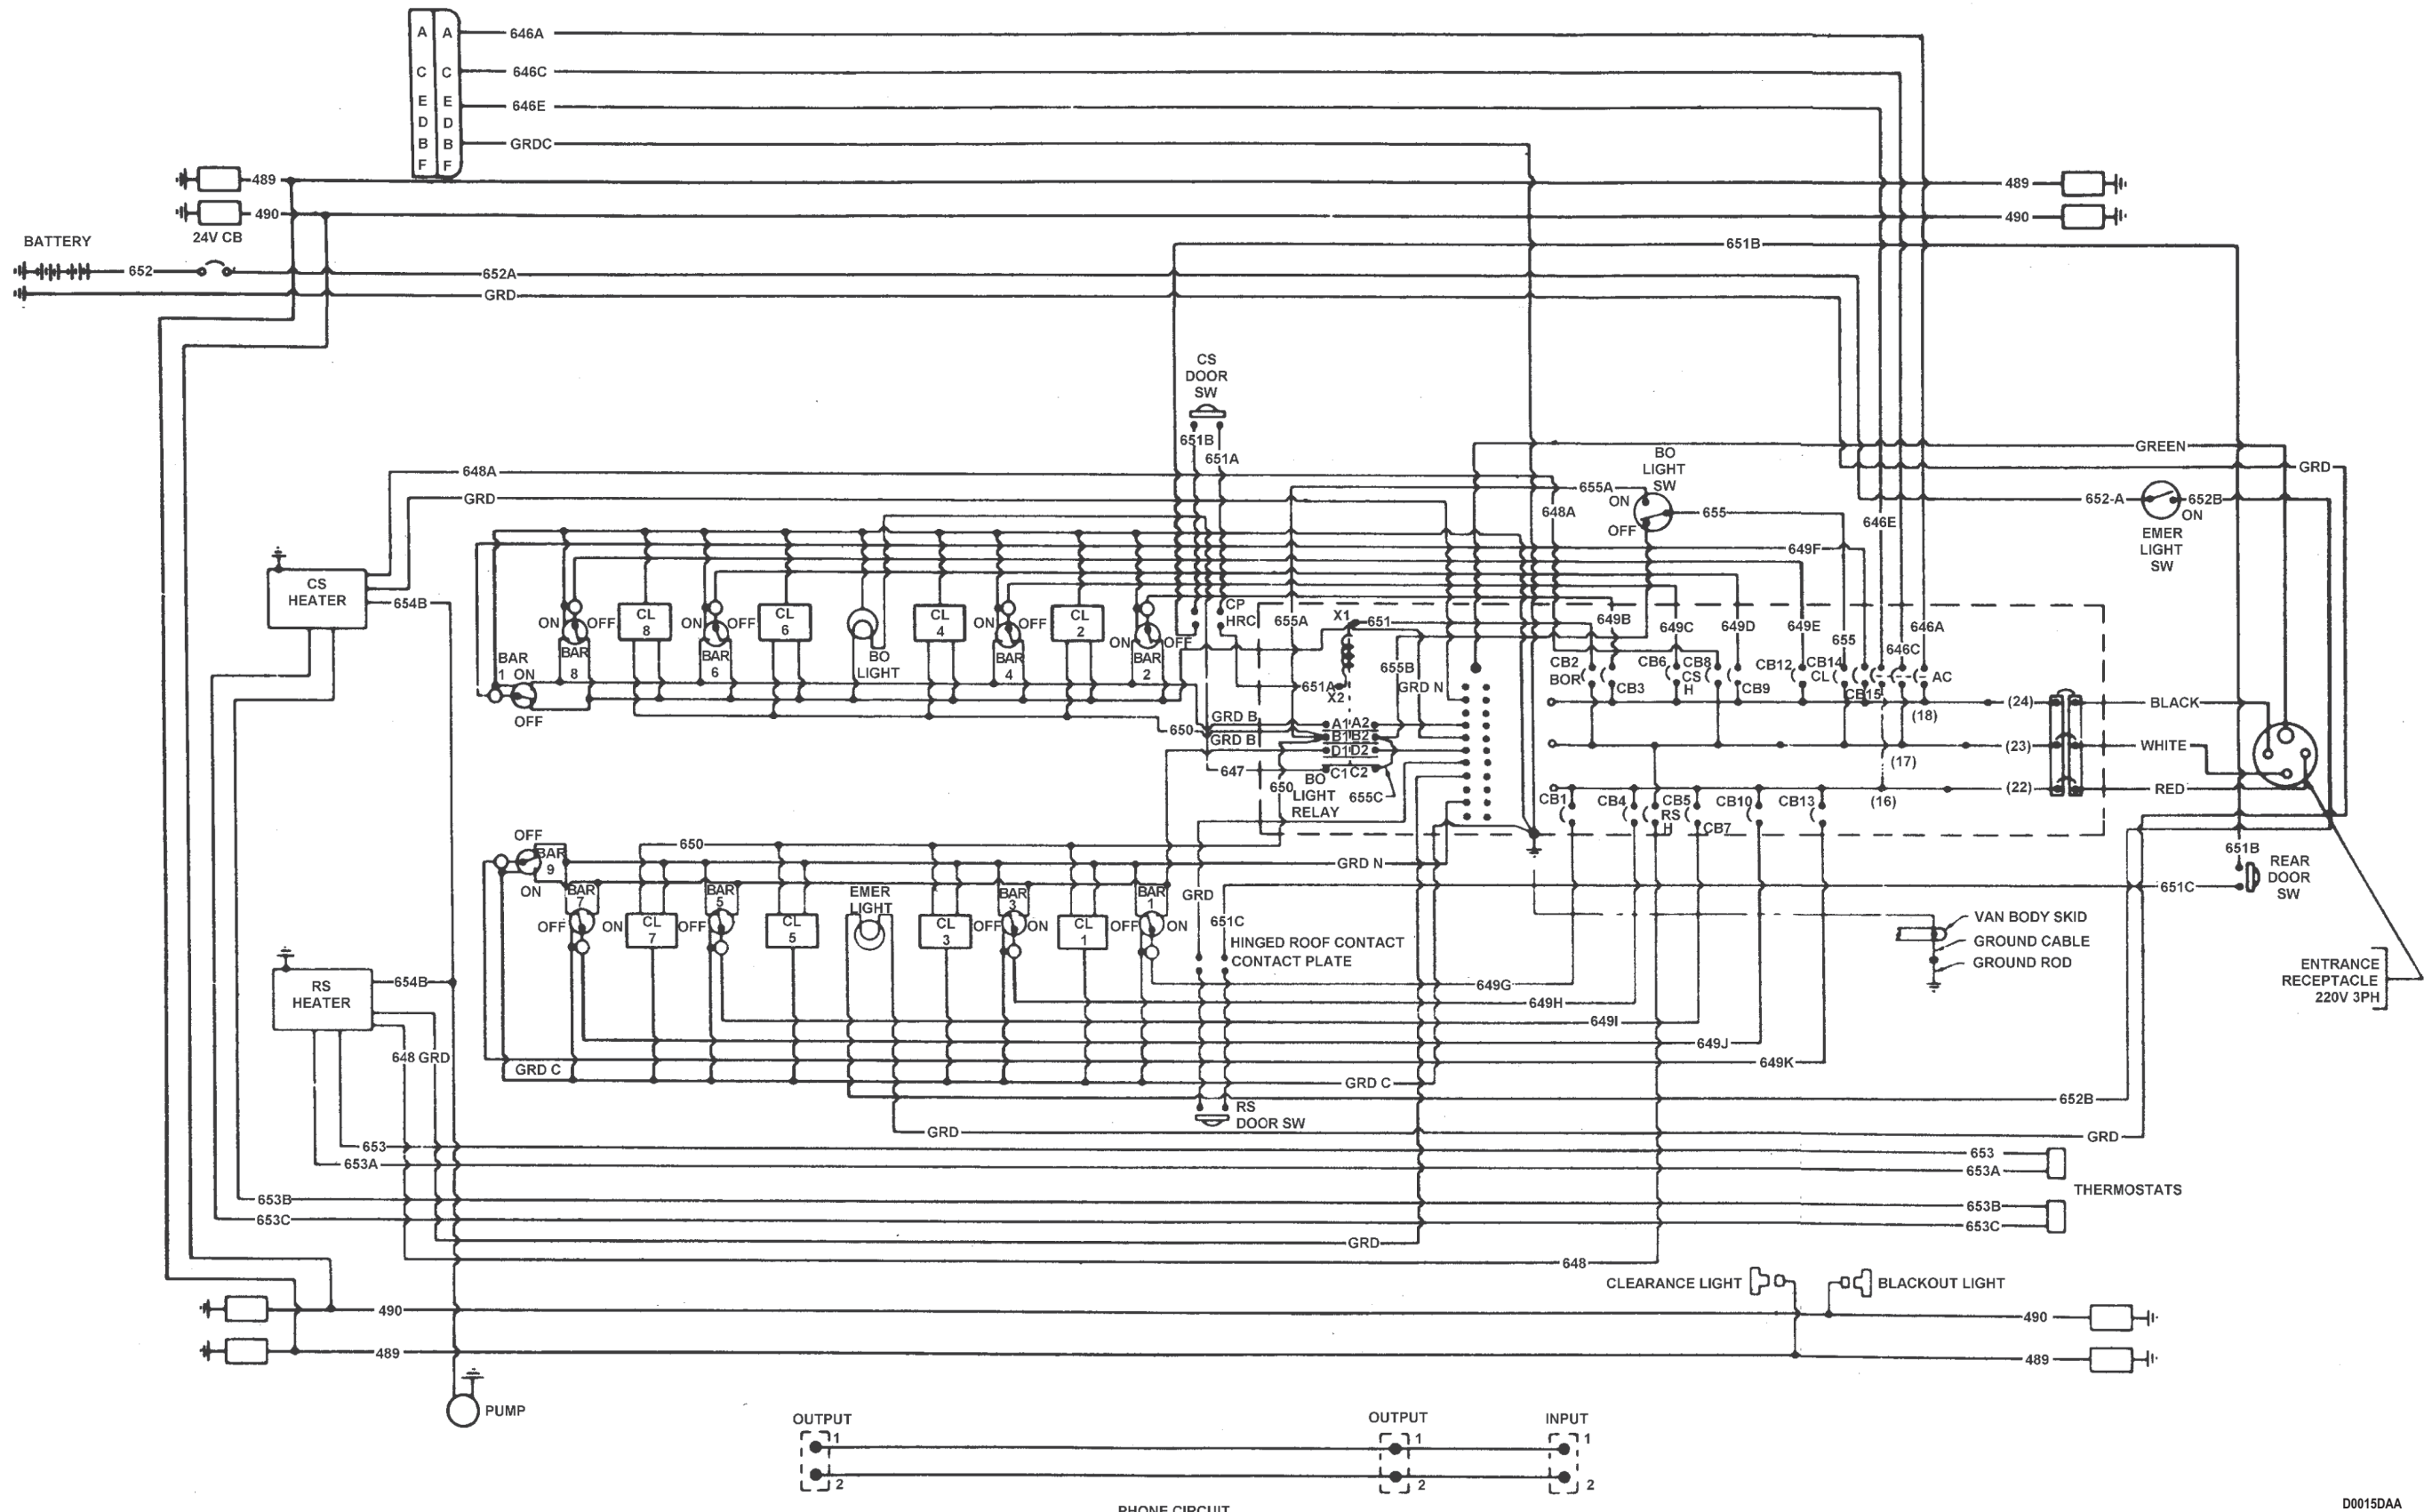 A A 646A
C C 646C
E E 646E
D D
B B GRDC
F F
489 489
490 490
24V CB
BATTERY
651B
652 652A
GRD
CS
DOOR
SW
651B
651A
GREEN
648A
BO
LIGHT
SW
GRD
GRD
655A
ON
OFF
655
648A
646E
652-A 652B
ON
EMER
LIGHT
SW
649F
CS
HEATER
654B
ON OFF
BAR
8
CL
8
ON OFF
BAR
6
CL
6
BO
LIGHT
CL
4
ON OFF
BAR
4
CL
2
ON OFF
BAR
2
BAR
1 ON
OFF
CP
HRC
655A
X1
651
649B
649C
649D
649E
655
646C
646A
655B
651A
X2
GRD N
CB2
BOR
CB3
CB6
CS
H
CB8
CB9
CB12
CL
CB14
CB15
AC
(24)
(18)
BLACK
GRD B
650
GRD B
A1 A2
B1 B2
D1 D2
C1 C2
647
650
BO
LIGHT
RELAY
655C
(23)
(17)
WHITE
CB1
CB4
CB5
RS
H
CB7
CB10
CB13
(16)
(22)
RED
651B
REAR
DOOR
SW
651C
OFF
BAR
9
ON
650
GRD N
BAR
7
OFF ON
CL
7
BAR
5
OFF
CL
5
EMER
LIGHT
CL
3
BAR
3
OFF ON
CL
1
BAR
1
OFF ON
GRD
651C
HINGED ROOF CONTACT
CONTACT PLATE
VAN BODY SKID
GROUND CABLE
GROUND ROD
ENTRANCE
RECEPTACLE
220V 3PH
RS
HEATER
654B
649G
649H
649I
649J
649K
648 GRD
GRD C
GRD C
652B
RS
DOOR SW
GRD
GRD
653 653
653A 653A
THERMOSTATS
653B 653B
653C 653C
GRD
648
CLEARANCE LIGHT
BLACKOUT LIGHT
490 490
489 489
PUMP
OUTPUT OUTPUT INPUT
1 1 1
2 2 2
PHONE CIRCUIT
D0015DAA